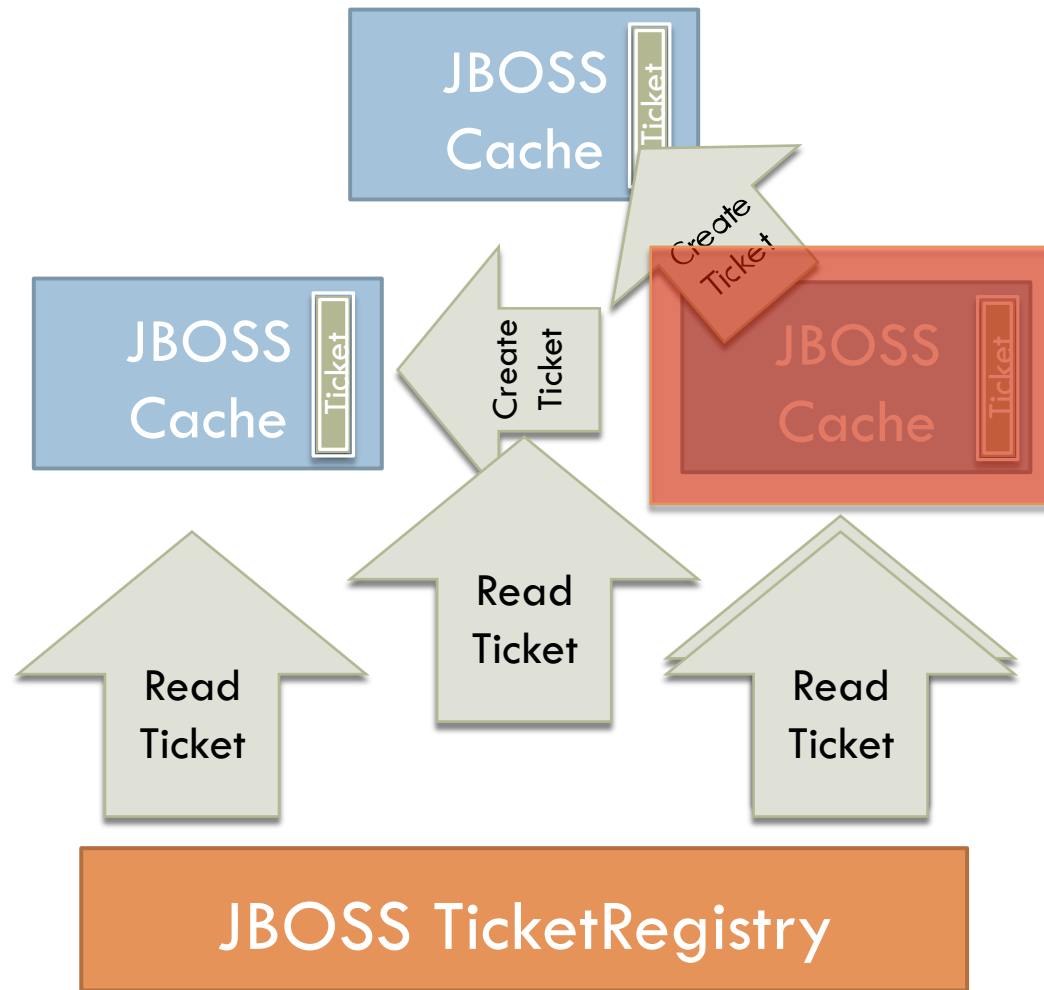 JBOSS
Cache
Ticket
Create
Ticket
JBOSS
Cache
Ticket
Create
Ticket
JBOSS
Cache
Ticket
Read
Ticket
Read
Ticket
Read
Ticket
JBOSS TicketRegistry